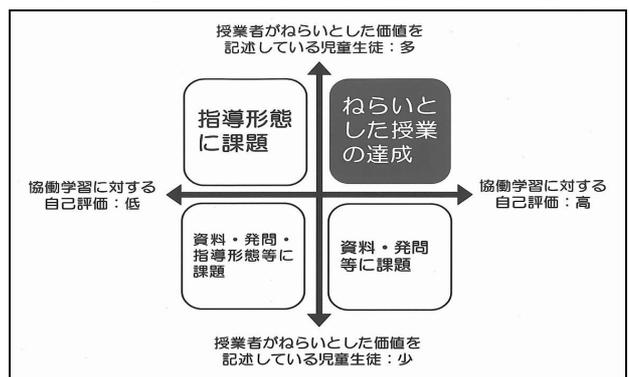 授業者がねらいとした価値を
記述している児童生徒：多
指導形態
に課題
ねらいと
した授業
の達成
協働学習に対する
自己評価：低
協働学習に対する
自己評価：高
資料・発問・
指導形態等に
課題
資料・発問
等に課題
授業者がねらいとした価値を
記述している児童生徒：少